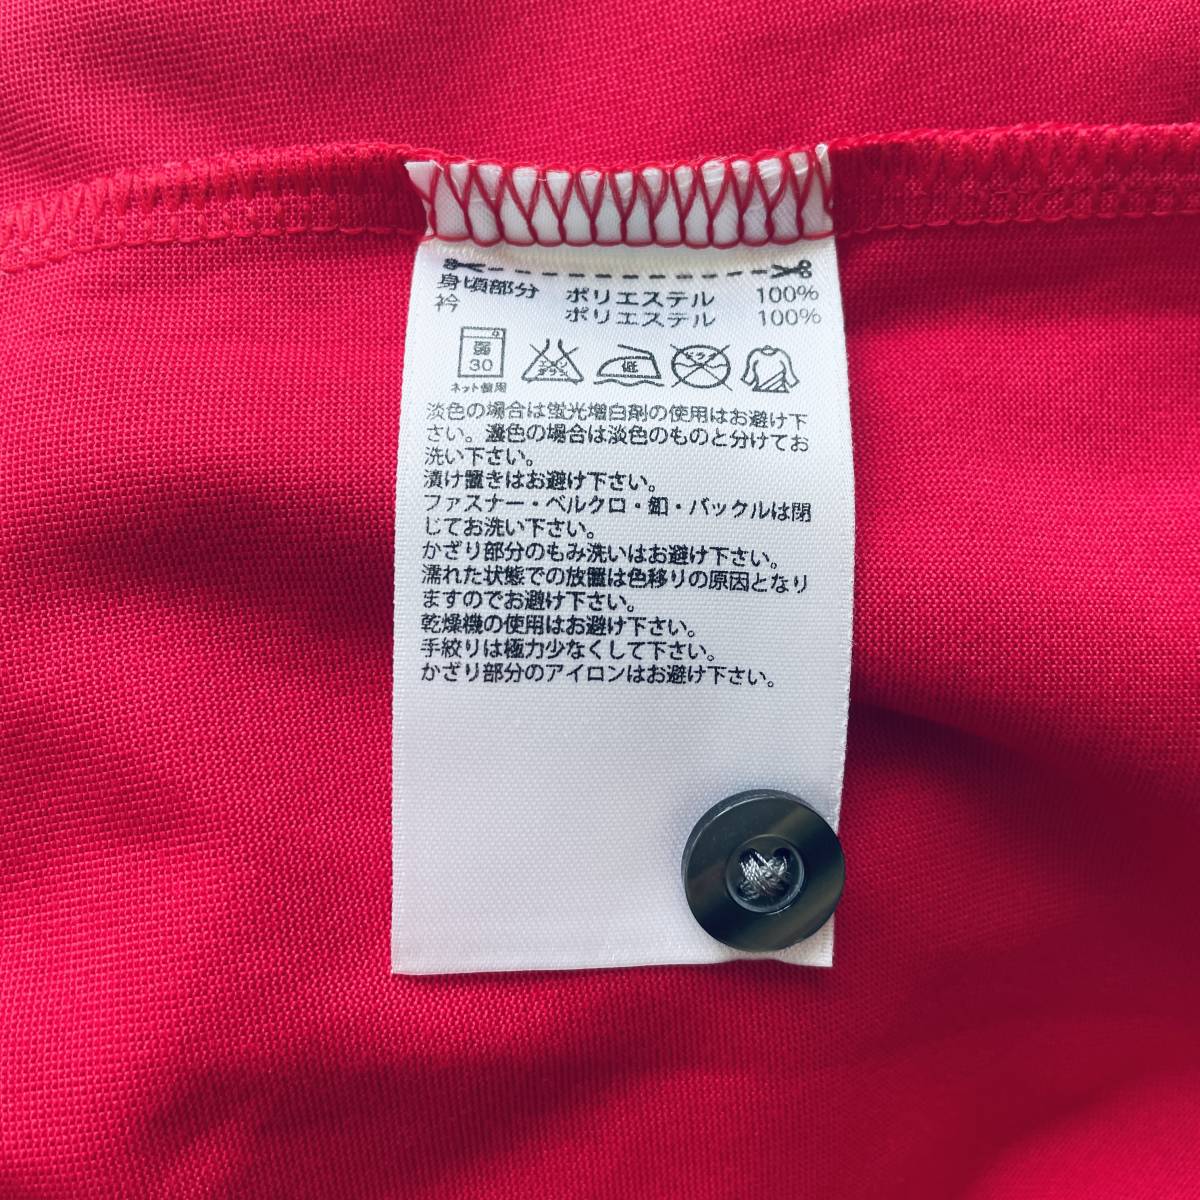 身頃部分 ポリエステル 100%
衿 ポリエステル 100%
弱 30 エンソ サラシ 低 ドライ
ネット使用
淡色の場合は蛍光増白剤の使用はお避け下
さい。濃色の場合は淡色のものと分けてお
洗い下さい。
漬け置きはお避け下さい。
ファスナー・ベルクロ・釦・バックルは閉
じてお洗い下さい。
かざり部分のもみ洗いはお避け下さい。
濡れた状態での放置は色移りの原因となり
ますのでお避け下さい。
乾燥機の使用はお避け下さい。
手絞りは極力少なくして下さい。
かざり部分のアイロンはお避け下さい。